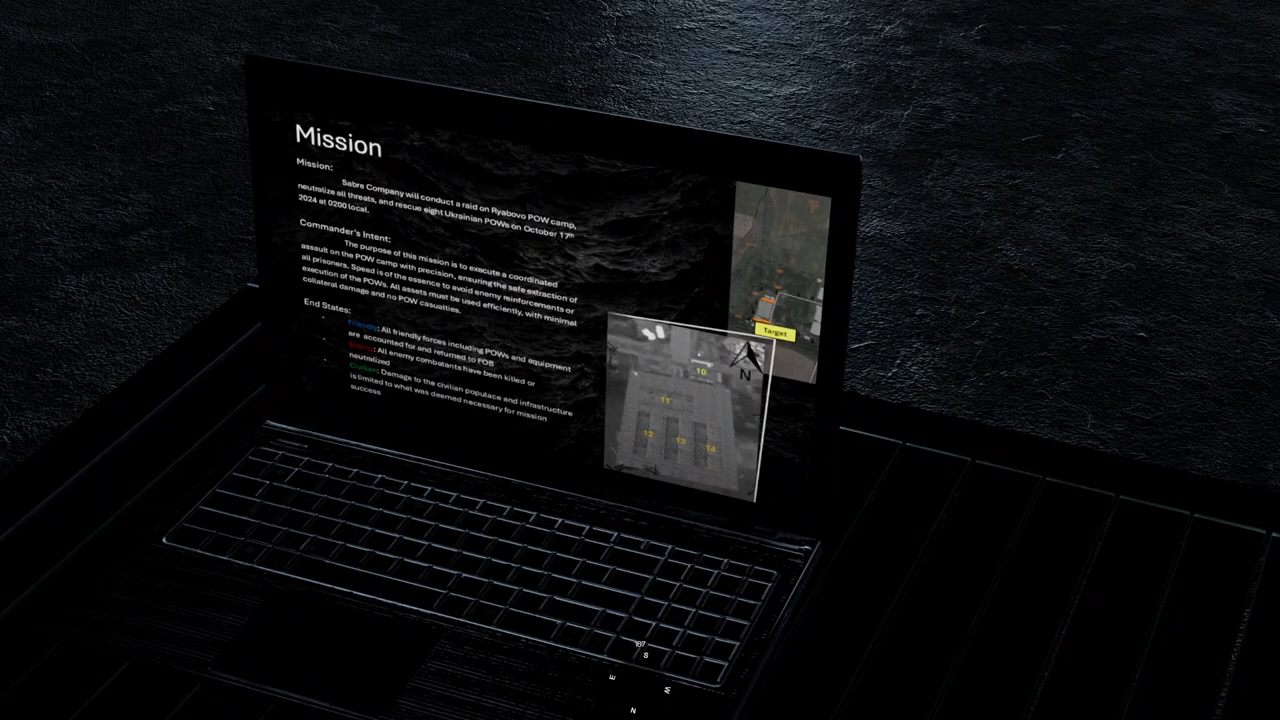 Mission
Mission:
Sabre Company will conduct a raid on Ryabovo POW camp,
neutralize all threats, and rescue eight Ukrainian POWs on October 17th
2024 at 0200 local.
Commander's Intent:
The purpose of this mission is to execute a coordinated
assault on the POW camp with precision, ensuring the safe extraction of
all prisoners. Speed is of the essence to avoid enemy reinforcements or
execution of the POWs. All assets must be used efficiently, with minimal
collateral damage and no POW casualties.
End States:
Friendly: All friendly forces including POWs and equipment
are accounted for and returned to FOB
Enemy: All enemy combatants have been killed or
neutralized
Civilian: Damage to the civilian populace and infrastructure
is limited to what was deemed necessary for mission
success
Target
N
10
11
12
13
14
167
S
E
W
N